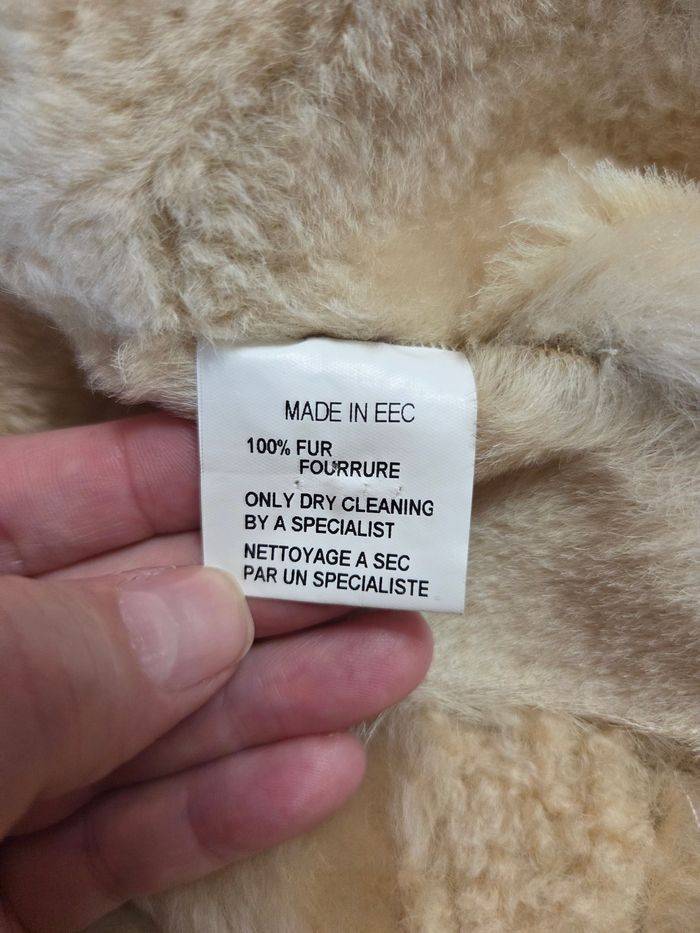 MADE IN EEC
100% FUR
FOURRURE
ONLY DRY CLEANING
BY A SPECIALIST
NETTOYAGE A SEC
PAR UN SPECIALISTE